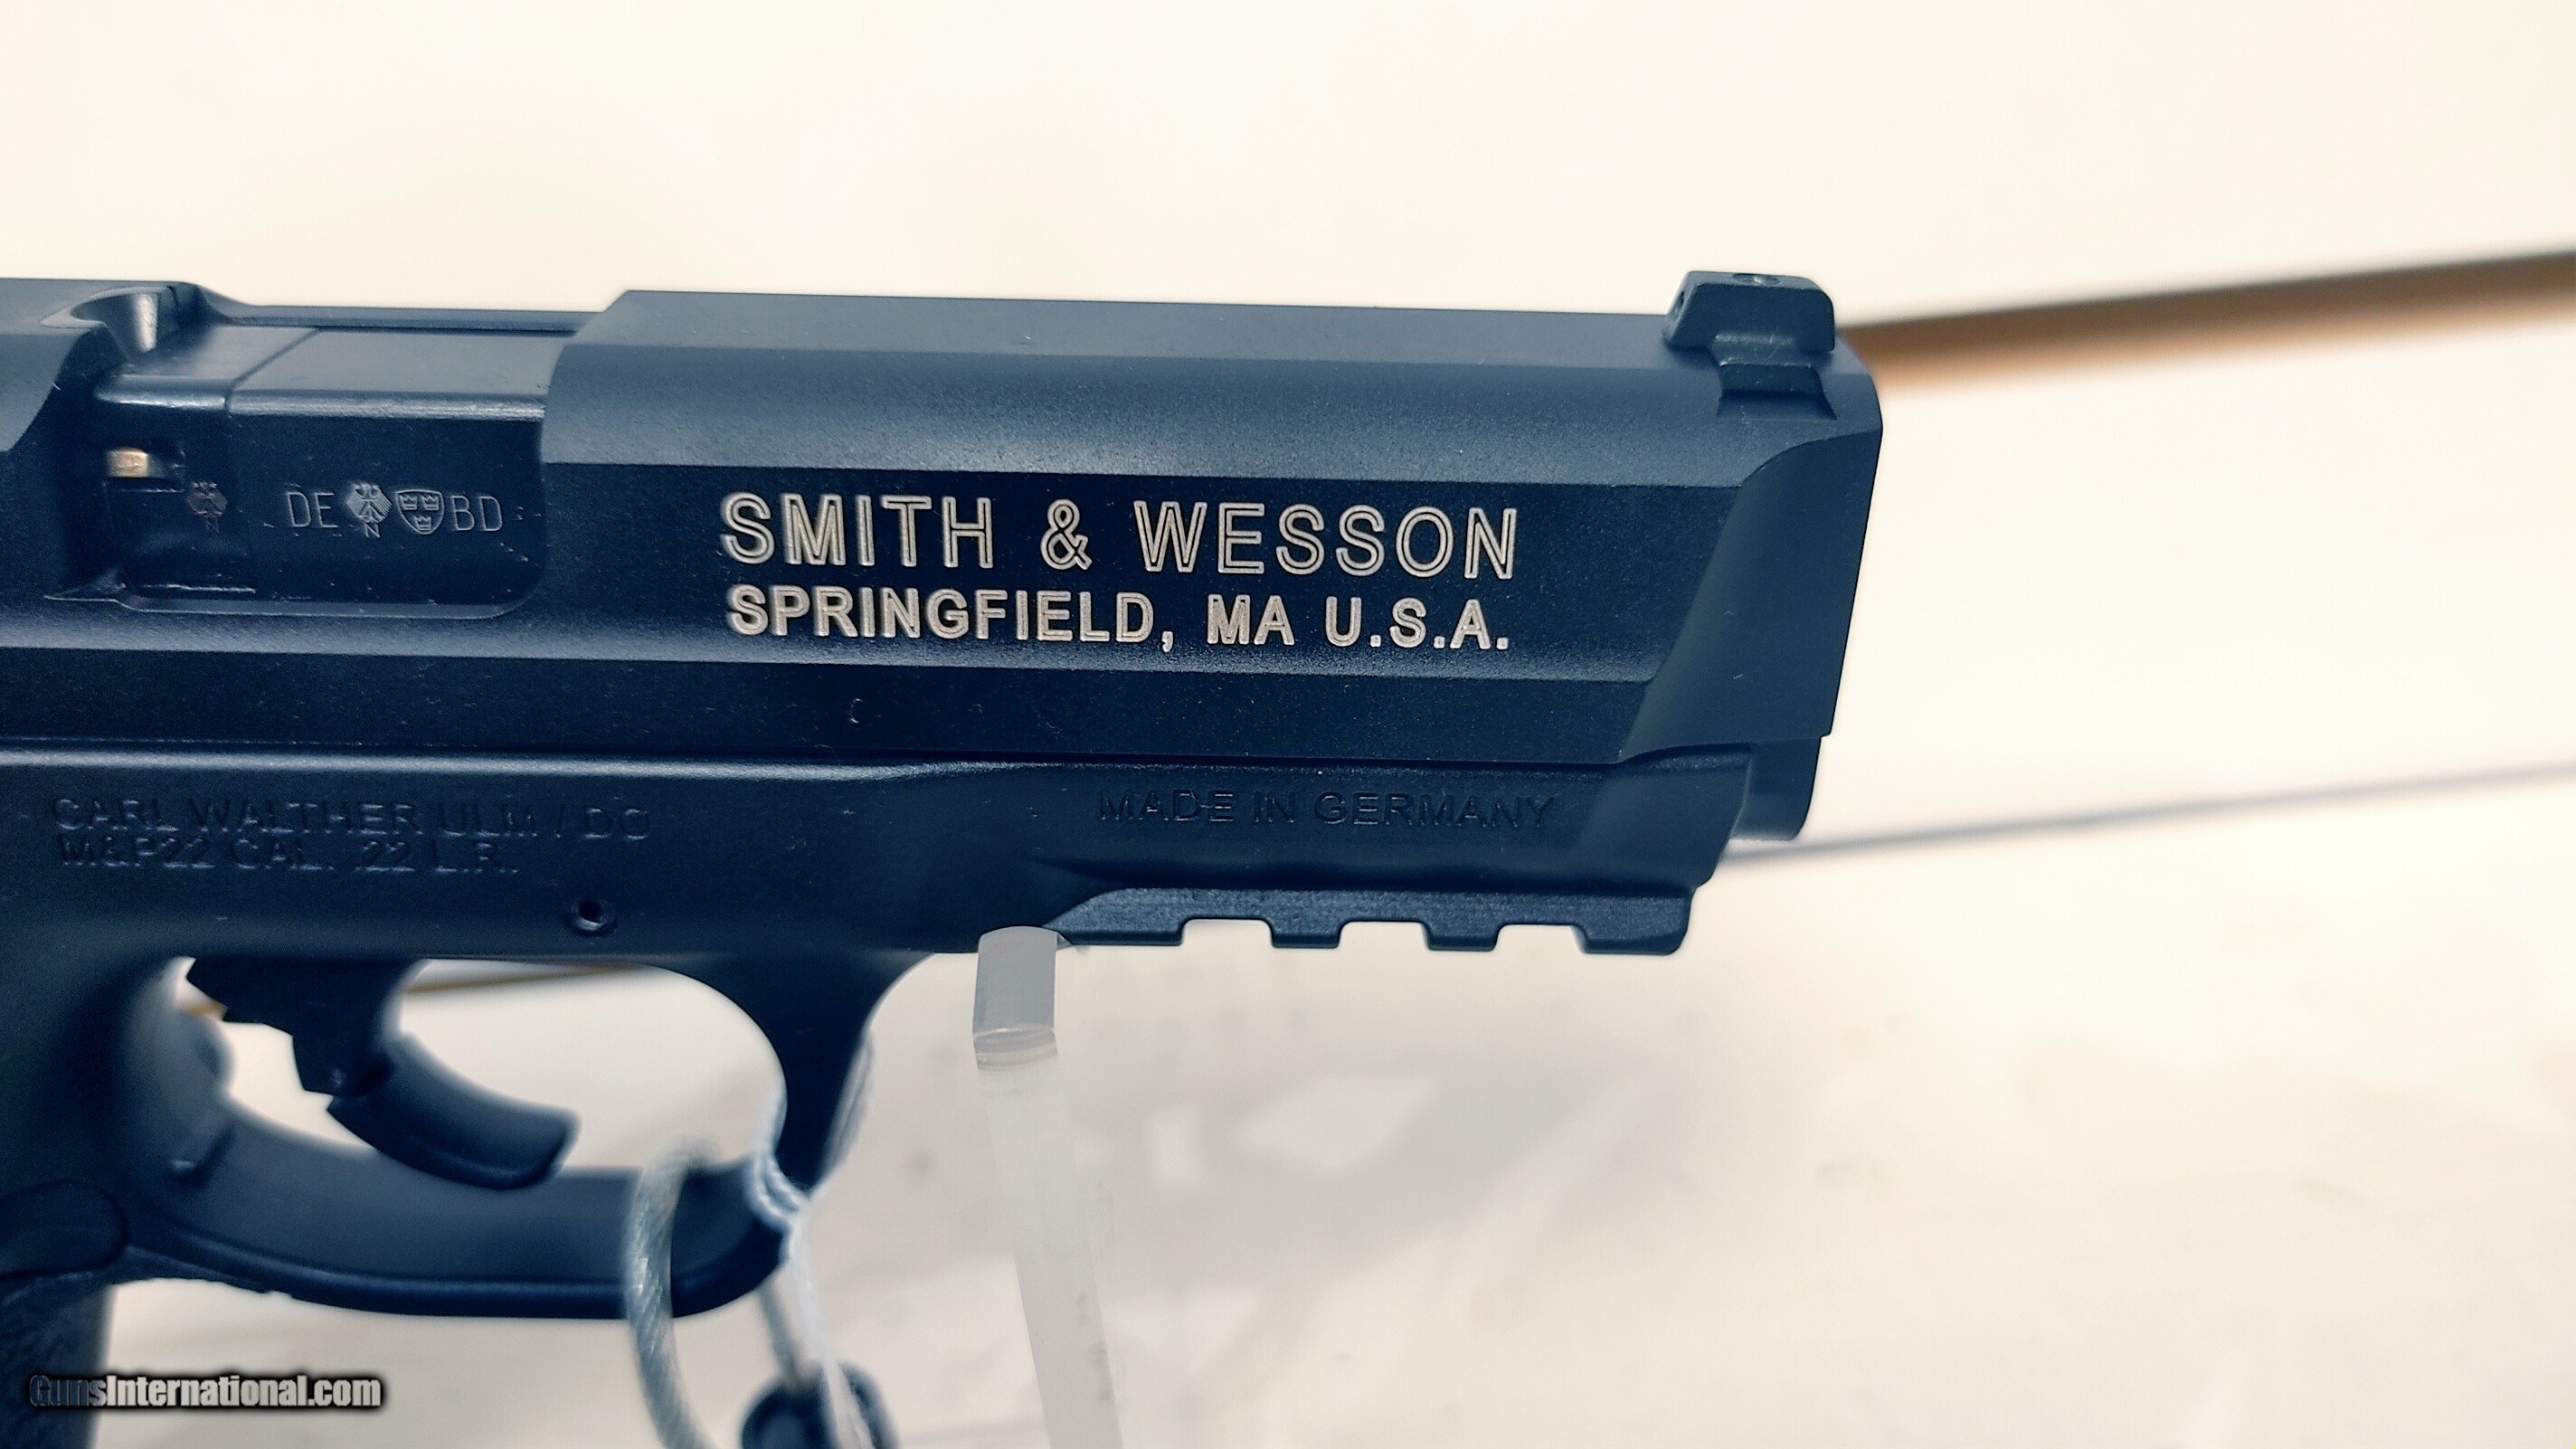 SMITH & WESSON
SPRINGFIELD, MA U.S.A.
DE N BD
N
CARL WALTHER ULM / DO
M&P22 CAL. .22 L.R.
MADE IN GERMANY
GunsInternational.com